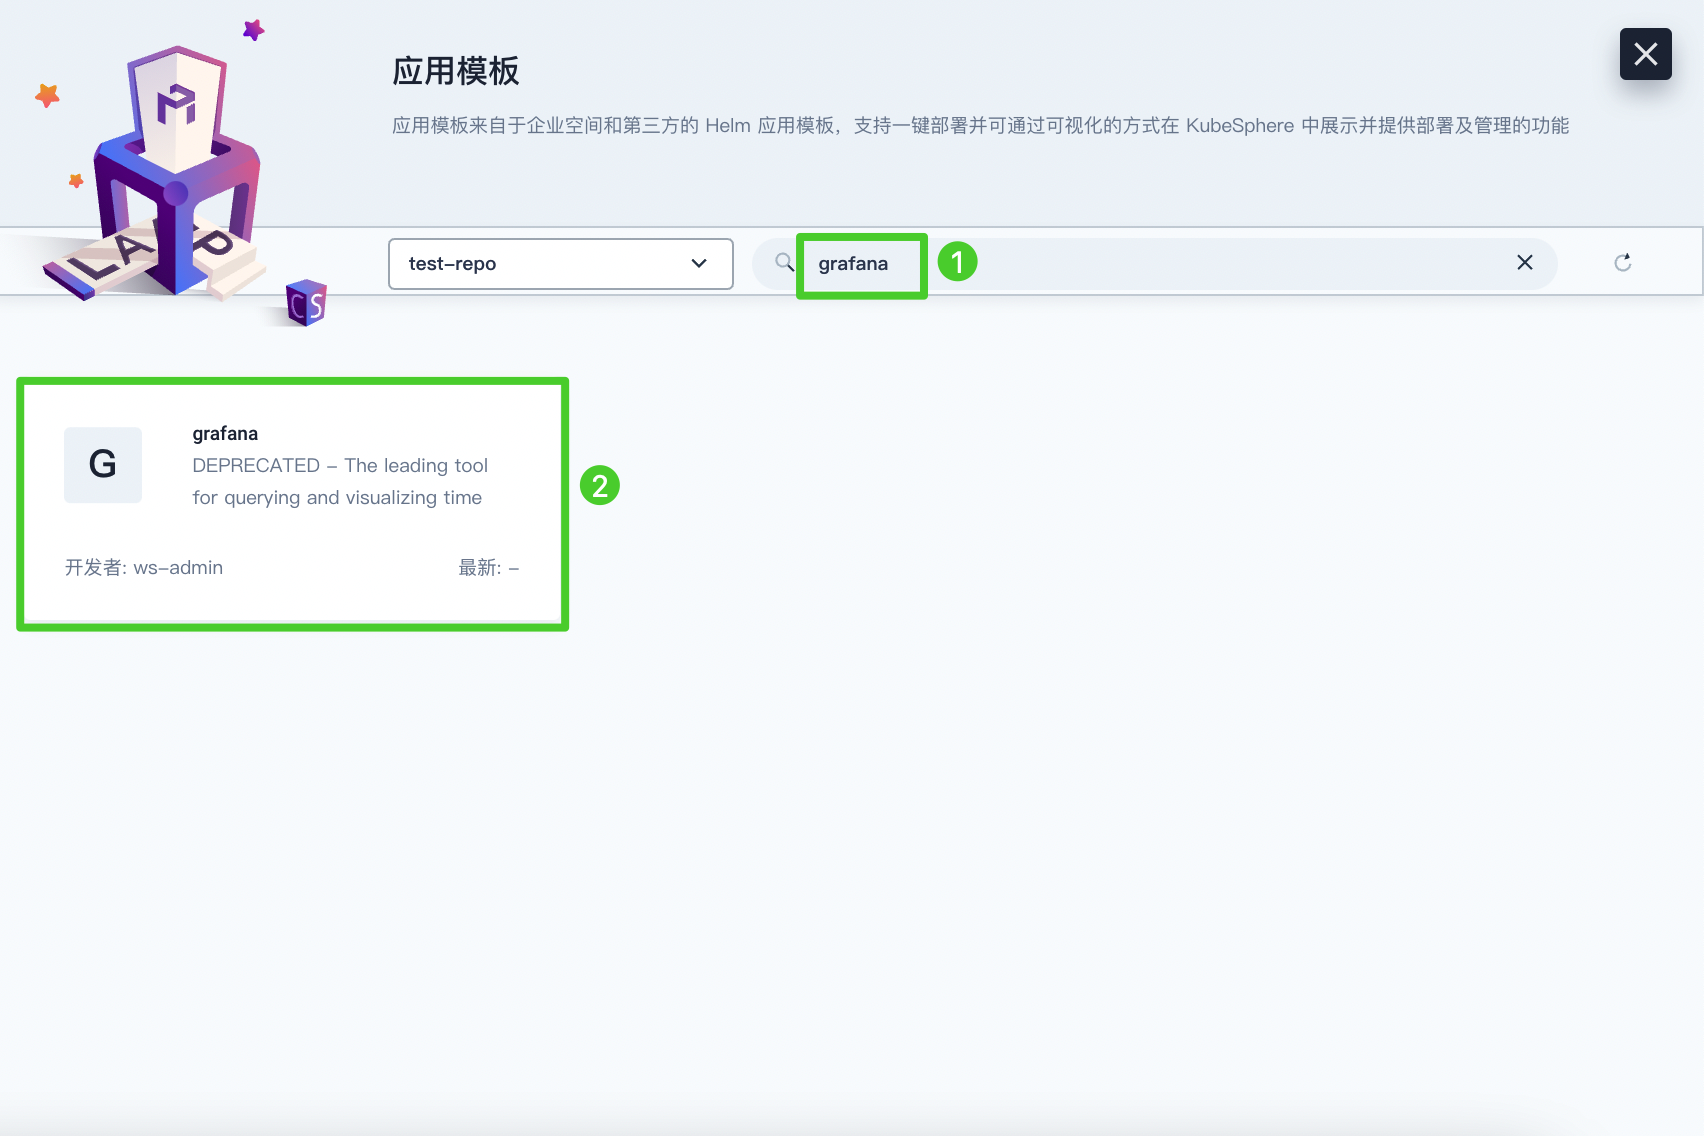 应用模板
应用模板来自于企业空间和第三方的 Helm 应用模板，支持一键部署并可通过可视化的方式在 KubeSphere 中展示并提供部署及管理的功能
LAP
CS
test-repo
grafana
1
G
grafana
DEPRECATED - The leading tool
for querying and visualizing time
2
开发者: ws-admin
最新: -